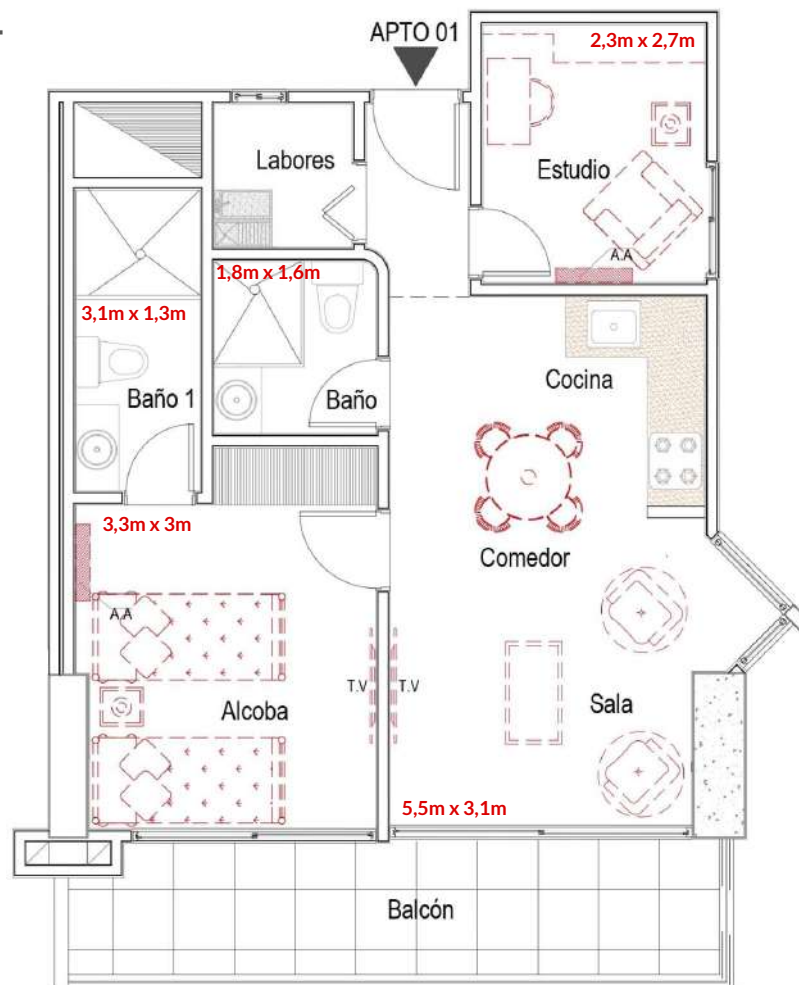 APTO 01
2,3m x 2,7m
Labores
Estudio
A.A
1,8m x 1,6m
3,1m x 1,3m
Cocina
Baño 1
Baño
3,3m x 3m
Comedor
A.A
T.V
T.V
Alcoba
Sala
5,5m x 3,1m
Balcón